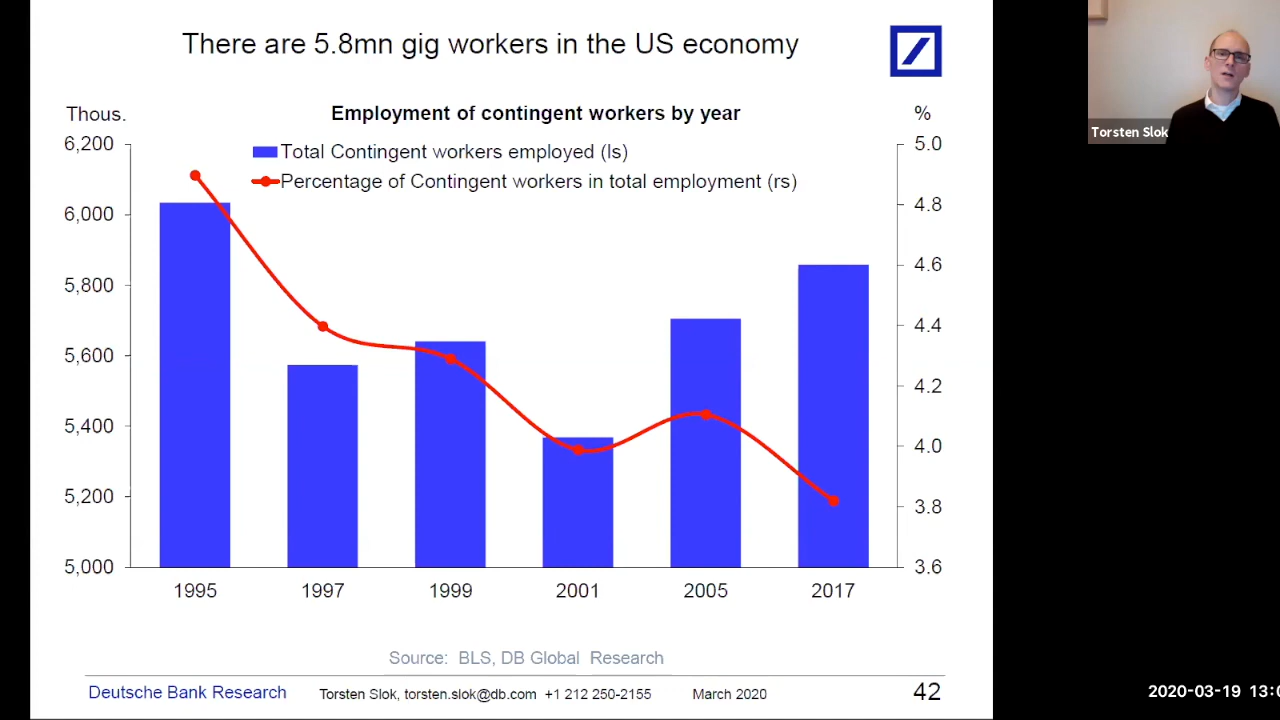 There are 5.8mn gig workers in the US economy
Thous.
Employment of contingent workers by year
%
Total Contingent workers employed (ls)
Percentage of Contingent workers in total employment (rs)
6,200
6,000
5,800
5,600
5,400
5,200
5,000
5.0
4.8
4.6
4.4
4.2
4.0
3.8
3.6
1995 1997 1999 2001 2005 2017
Source: BLS, DB Global Research
Deutsche Bank Research Torsten Slok, torsten.slok@db.com +1 212 250-2155 March 2020 42
Torsten Slok
2020-03-19 13:0